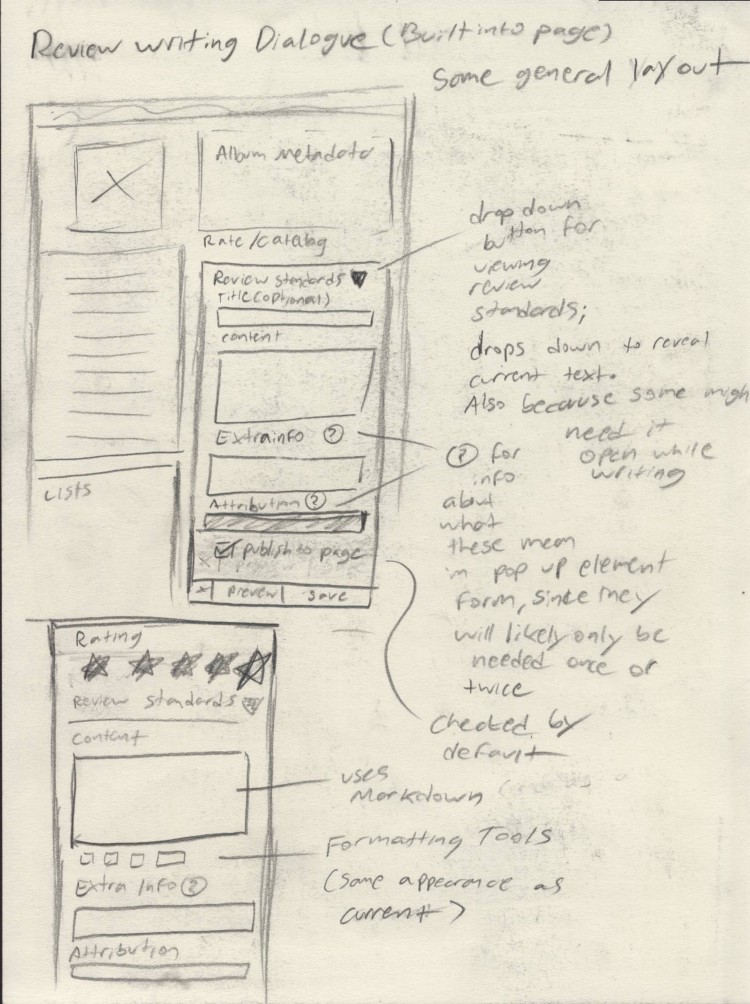 Review writing Dialogue (Built into page)
Some general layout
Album Metadata
Rate/Catalog
Review Standards
Title (optional)
content
Extra info ?
Attribution ?
publish to page
x
preview
save
LISTS
drop down
button for
viewing
review
standards;
drops down to reveal
current text.
Also because some might
need it
open while
writing
? for
info
about
what
these mean
in pop up element
form, since they
will likely only be
needed once or
twice
Checked by
default
Rating
Review Standards
Content
uses
Markdown
Formatting Tools
(same appearance as
current)
Extra Info ?
Attribution